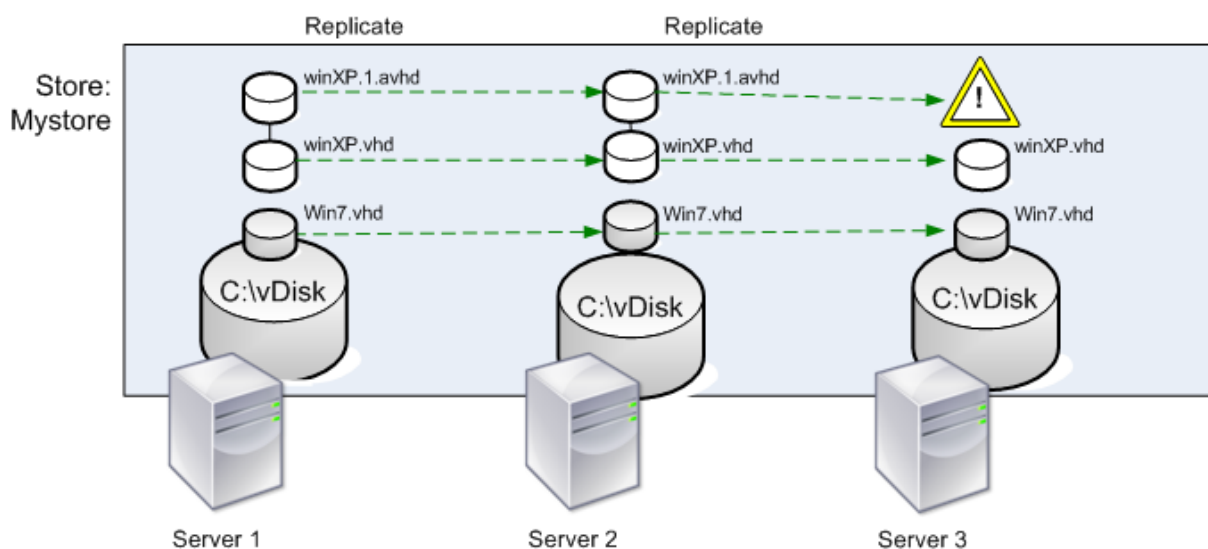 Replicate
Replicate
Store:
Mystore
winXP.1.avhd
winXP.1.avhd
!
winXP.vhd
winXP.vhd
winXP.vhd
Win7.vhd
Win7.vhd
Win7.vhd
C:\vDisk
C:\vDisk
C:\vDisk
Server 1
Server 2
Server 3